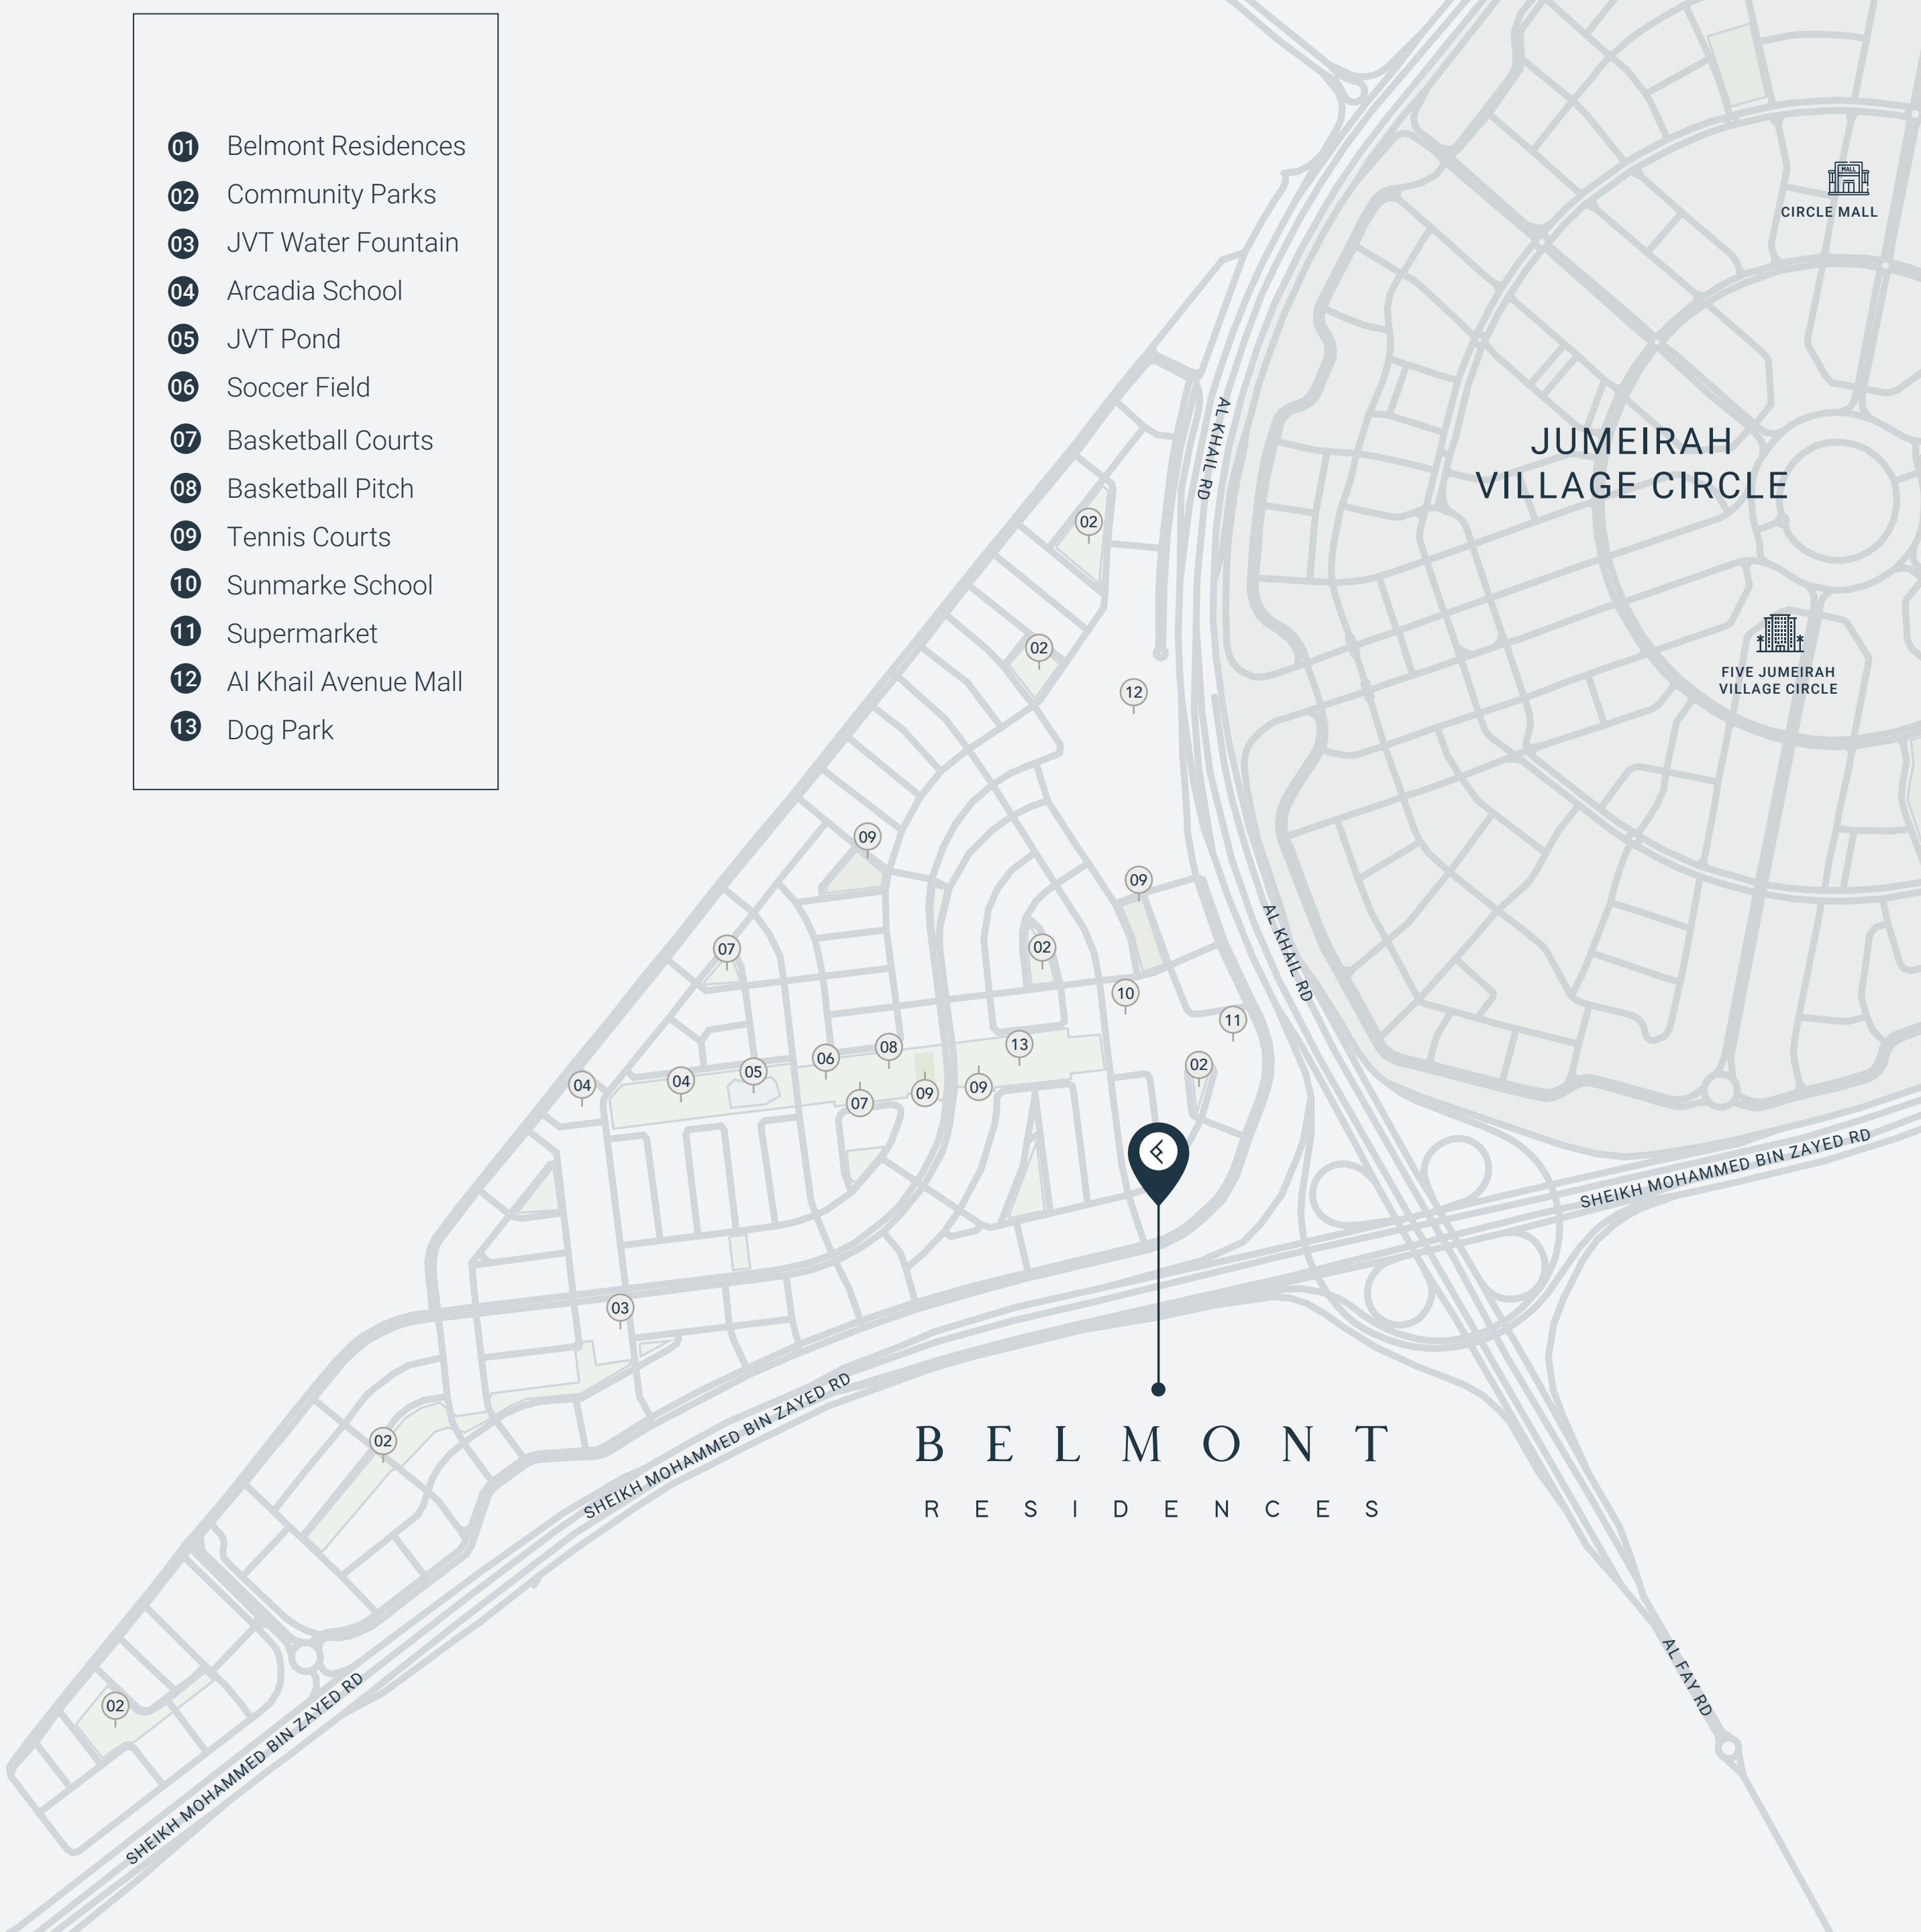 01 Belmont Residences
02 Community Parks
03 JVT Water Fountain
04 Arcadia School
05 JVT Pond
06 Soccer Field
07 Basketball Courts
08 Basketball Pitch
09 Tennis Courts
10 Sunmarke School
11 Supermarket
12 Al Khail Avenue Mall
13 Dog Park
MALL
CIRCLE MALL
AL KHAIL RD
JUMEIRAH
VILLAGE CIRCLE
02
02
FIVE JUMEIRAH
VILLAGE CIRCLE
12
09
09
AL KHAIL RD
07
02
10
11
08
13
06
02
05
04
04
09
09
07
SHEIKH MOHAMMED BIN ZAYED RD
03
SHEIKH MOHAMMED BIN ZAYED RD
02
BELMONT
RESIDENCES
AL FAY RD
02
SHEIKH MOHAMMED BIN ZAYED RD